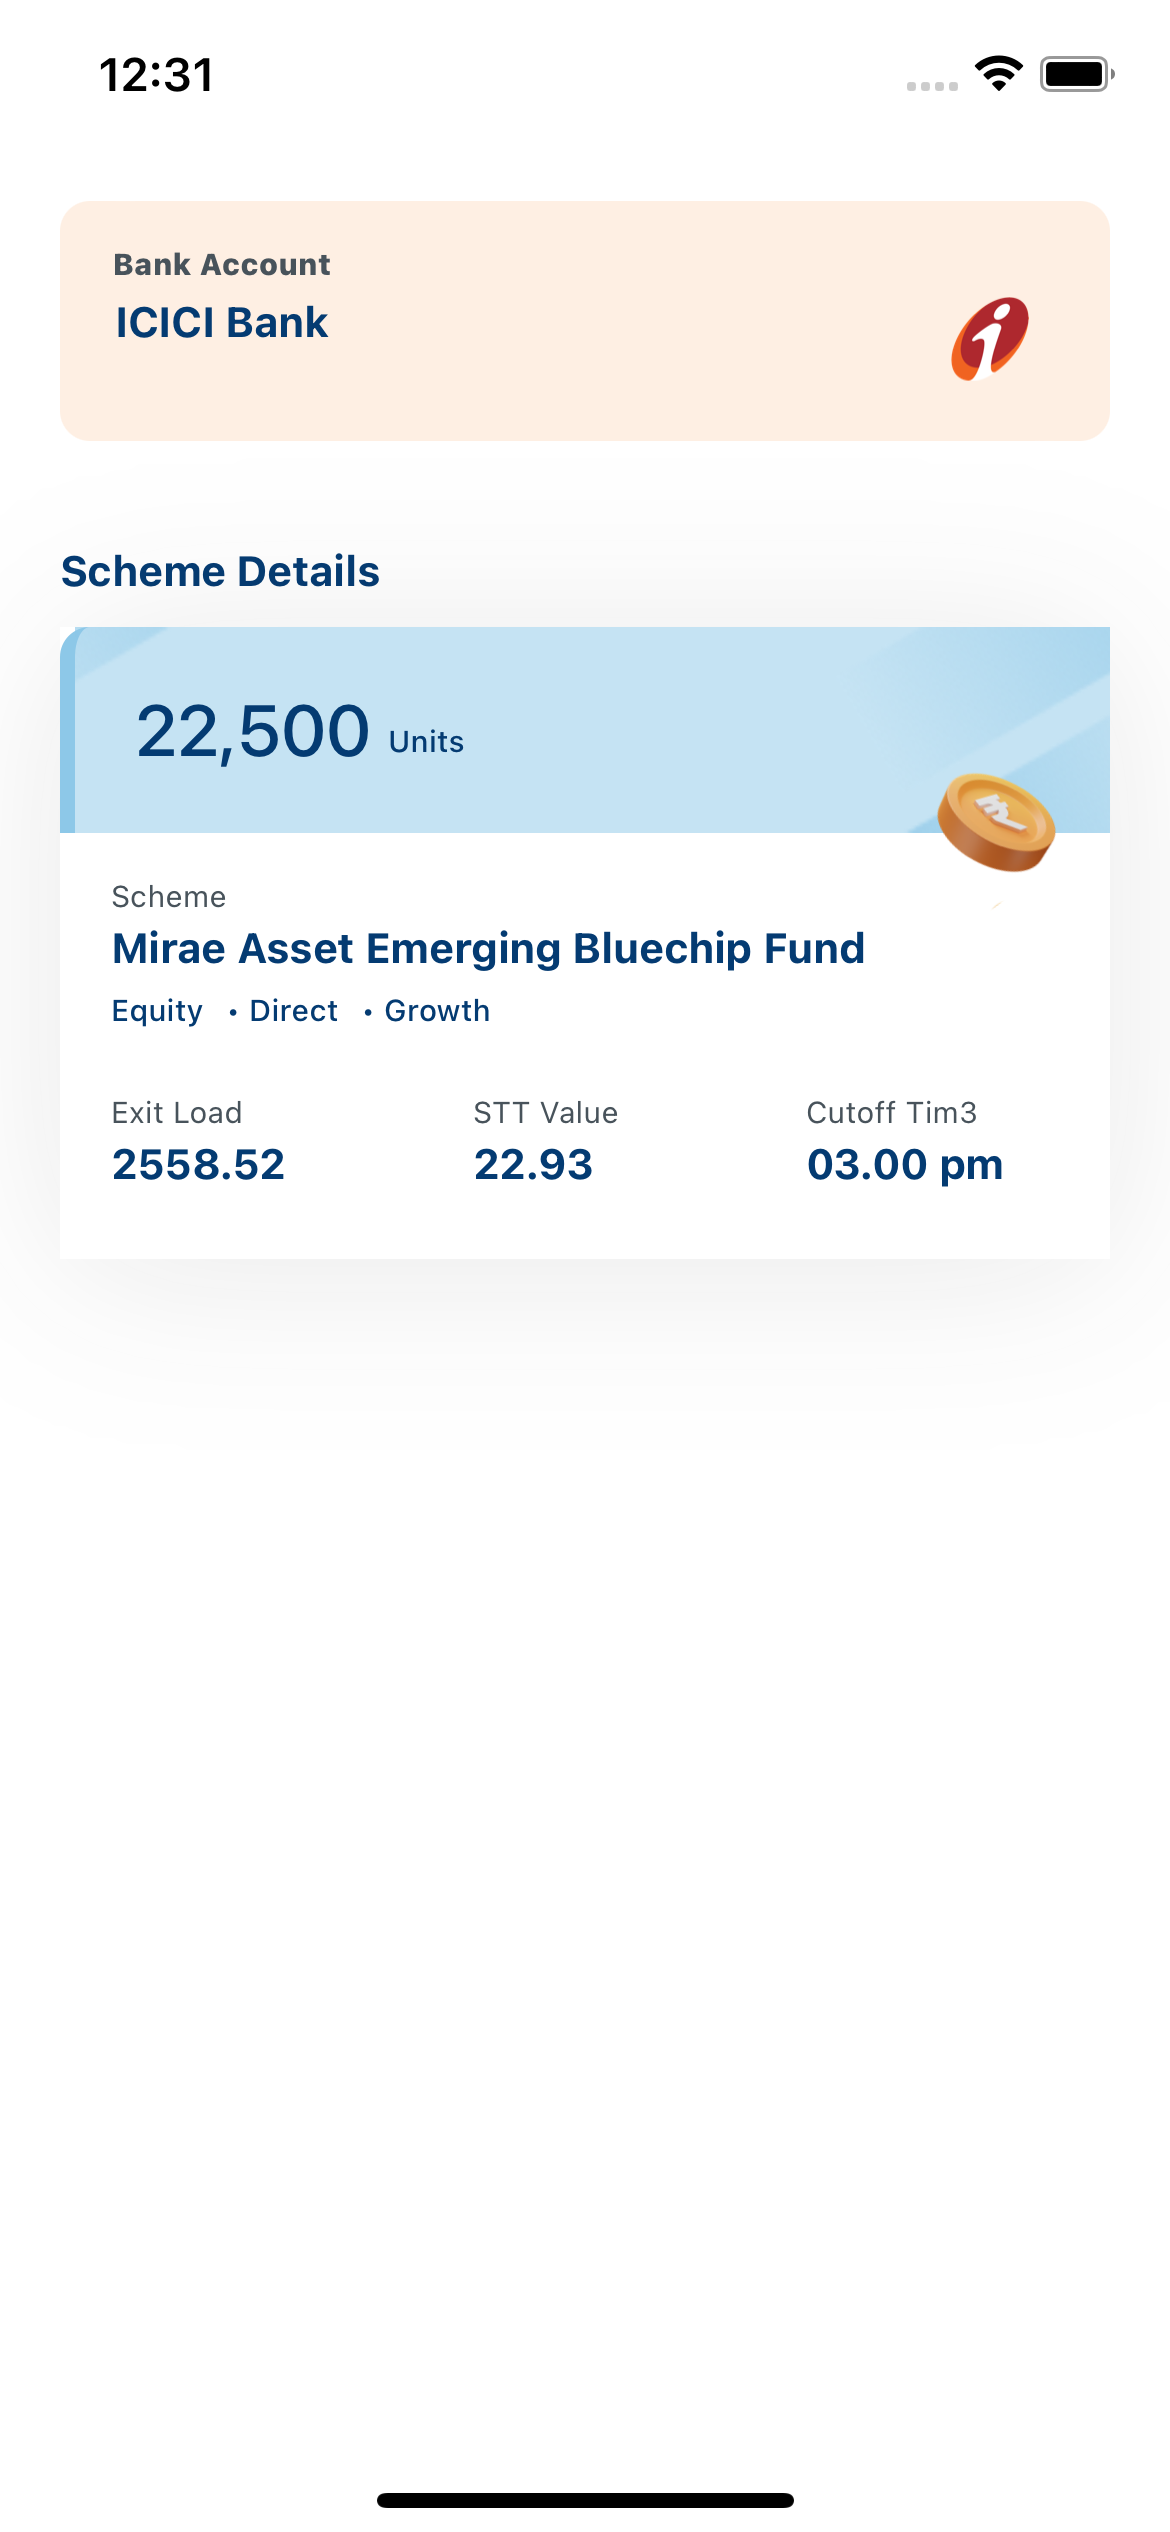 12:31
Bank Account
ICICI Bank
Scheme Details
22,500 Units
Scheme
Mirae Asset Emerging Bluechip Fund
Equity • Direct • Growth
Exit Load STT Value Cutoff Tim3
2558.52 22.93 03.00 pm